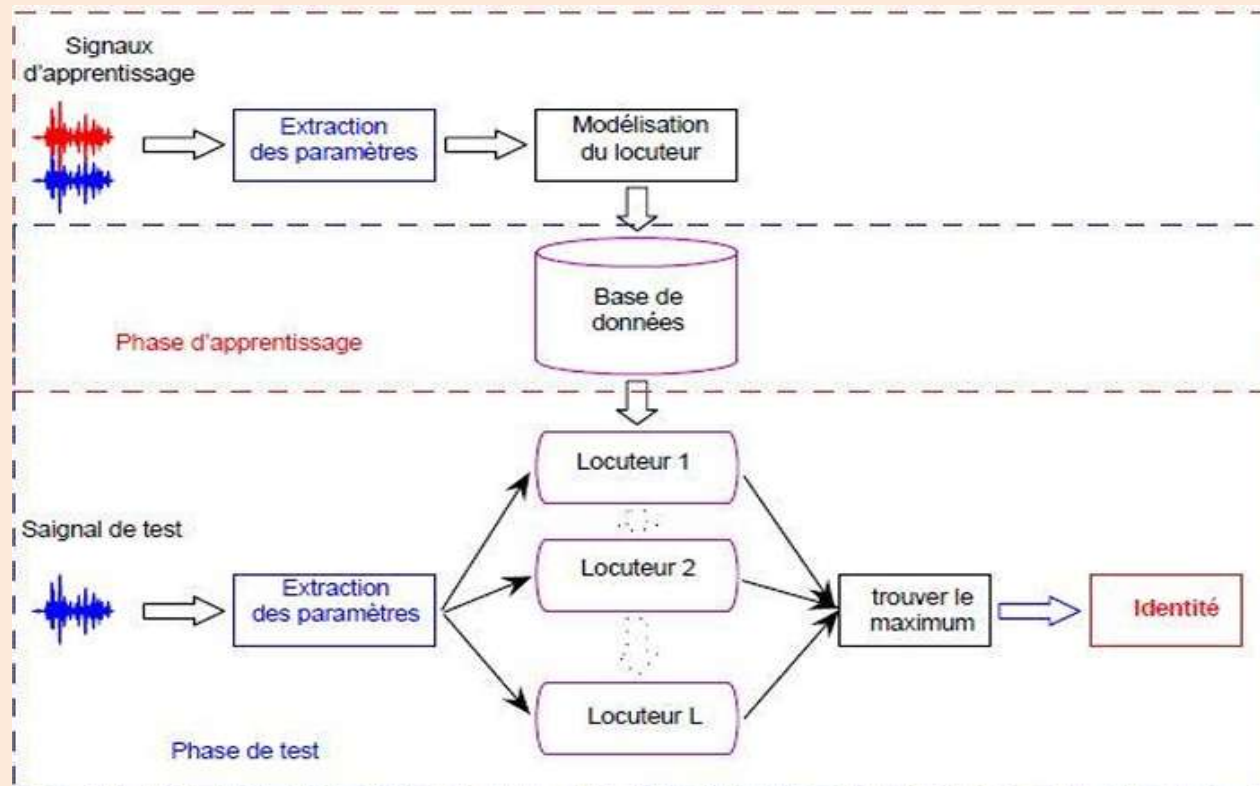 Signaux
d'apprentissage
Extraction
des paramètres
Modélisation
du locuteur
Base de
données
Phase d'apprentissage
Locuteur 1
Saignal de test
Locuteur 2
Extraction
des paramètres
trouver le
maximum
Identité
Locuteur L
Phase de test